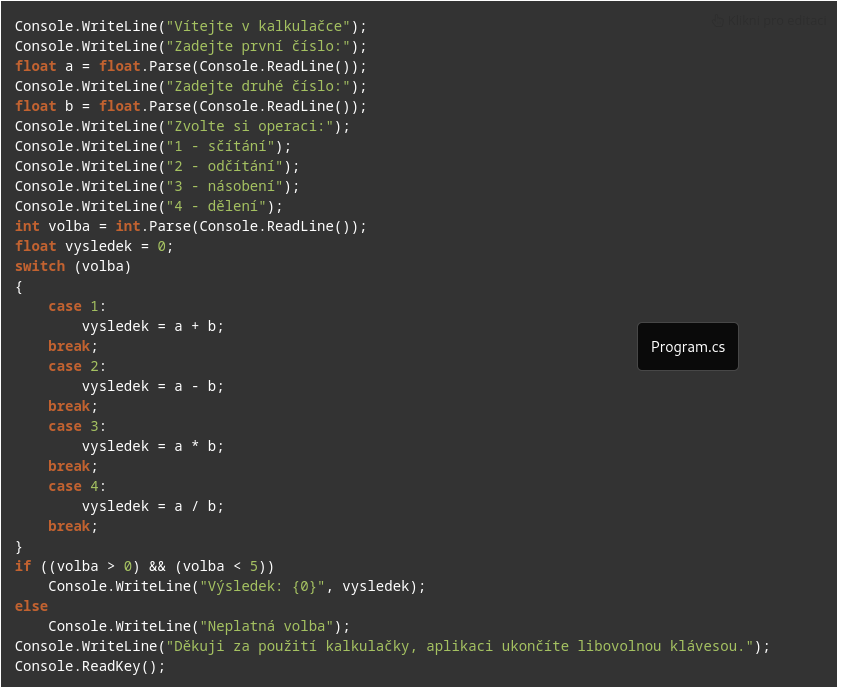 Console.WriteLine("Vítejte v kalkulačce");
Console.WriteLine("Zadejte první číslo:");
float a = float.Parse(Console.ReadLine());
Console.WriteLine("Zadejte druhé číslo:");
float b = float.Parse(Console.ReadLine());
Console.WriteLine("Zvolte si operaci:");
Console.WriteLine("1 - sčítání");
Console.WriteLine("2 - odčítání");
Console.WriteLine("3 - násobení");
Console.WriteLine("4 - dělení");
int volba = int.Parse(Console.ReadLine());
float vysledek = 0;
switch (volba)
{
    case 1:
        vysledek = a + b;
    break;
    case 2:
        vysledek = a - b;
    break;
    case 3:
        vysledek = a * b;
    break;
    case 4:
        vysledek = a / b;
    break;
}
if ((volba > 0) && (volba < 5))
    Console.WriteLine("Výsledek: {0}", vysledek);
else
    Console.WriteLine("Neplatná volba");
Console.WriteLine("Děkuji za použití kalkulačky, aplikaci ukončíte libovolnou klávesou.");
Console.ReadKey();
Program.cs